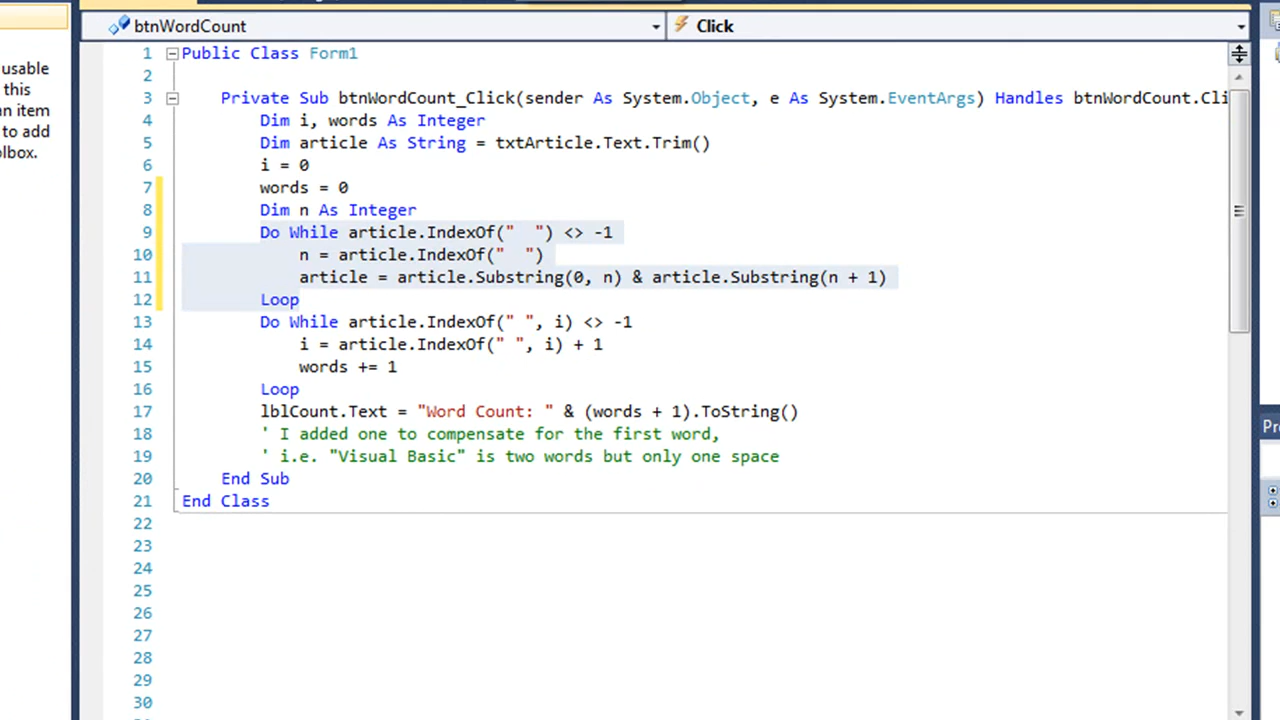 btnWordCount
Click
usable
this
an item
to add
olbox.
1 Public Class Form1
2
3 Private Sub btnWordCount_Click(sender As System.Object, e As System.EventArgs) Handles btnWordCount.Cli
4 Dim i, words As Integer
5 Dim article As String = txtArticle.Text.Trim()
6 i = 0
7 words = 0
8 Dim n As Integer
9 Do While article.IndexOf("  ") <> -1
10 n = article.IndexOf("  ")
11 article = article.Substring(0, n) & article.Substring(n + 1)
12 Loop
13 Do While article.IndexOf(" ", i) <> -1
14 i = article.IndexOf(" ", i) + 1
15 words += 1
16 Loop
17 lblCount.Text = "Word Count: " & (words + 1).ToString()
18 ' I added one to compensate for the first word,
19 ' i.e. "Visual Basic" is two words but only one space
20 End Sub
21 End Class
22
23
24
25
26
27
28
29
30
Pr